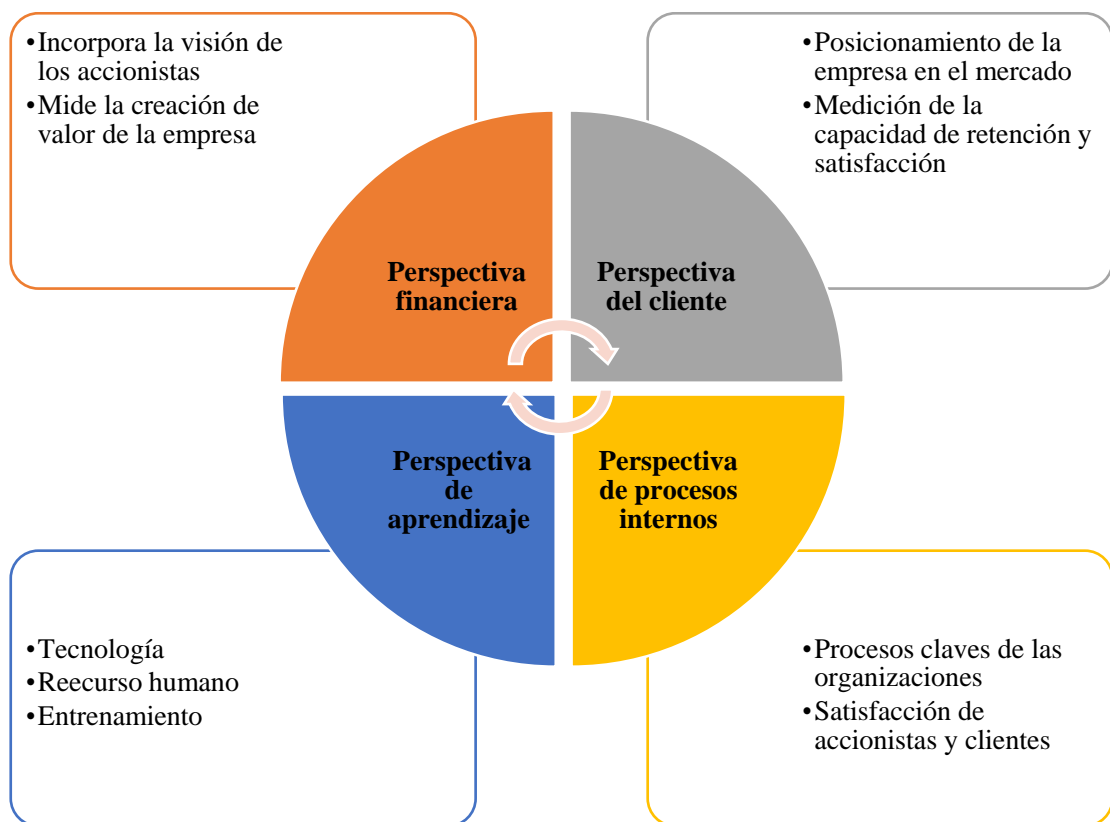 •Incorpora la visión de
los accionistas
•Mide la creación de
valor de la empresa
•Posicionamiento de la
empresa en el mercado
•Medición de la
capacidad de retención y
satisfacción
Perspectiva
financiera
Perspectiva
del cliente
Perspectiva
de
aprendizaje
Perspectiva
de procesos
internos
•Tecnología
•Reecurso humano
•Entrenamiento
•Procesos claves de las
organizaciones
•Satisfacción de
accionistas y clientes